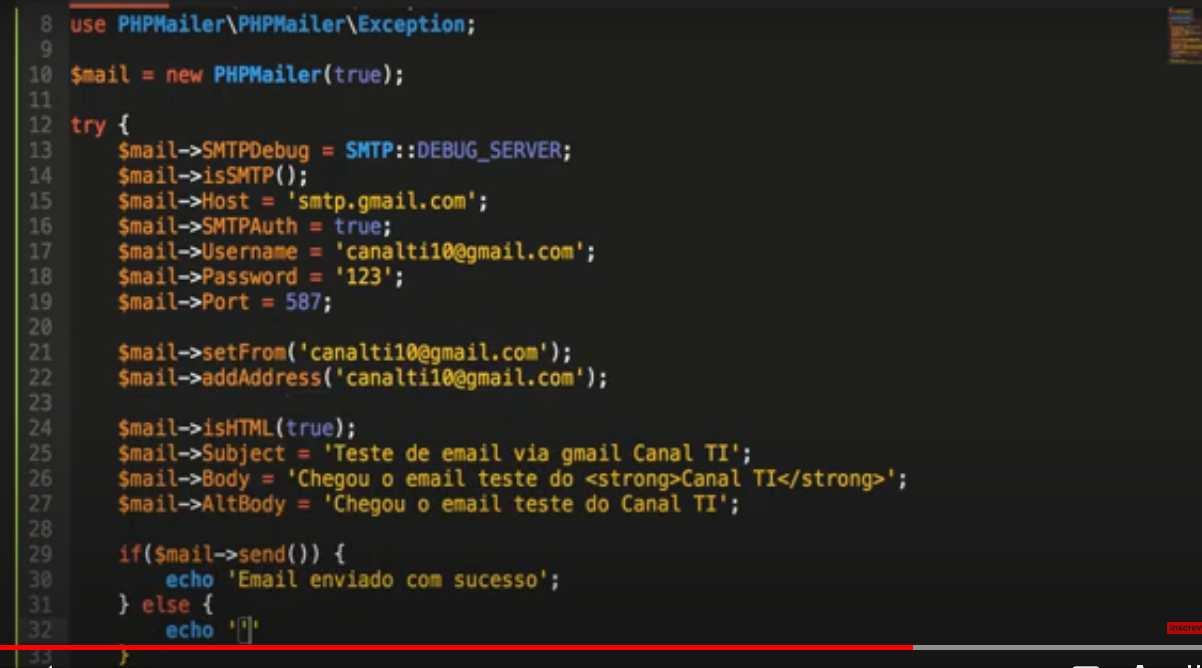 8 use PHPMailer\PHPMailer\Exception;
9
10 $mail = new PHPMailer(true);
11
12 try {
13 $mail->SMTPDebug = SMTP::DEBUG_SERVER;
14 $mail->isSMTP();
15 $mail->Host = 'smtp.gmail.com';
16 $mail->SMTPAuth = true;
17 $mail->Username = 'canalti10@gmail.com';
18 $mail->Password = '123';
19 $mail->Port = 587;
20
21 $mail->setFrom('canalti10@gmail.com');
22 $mail->addAddress('canalti10@gmail.com');
23
24 $mail->isHTML(true);
25 $mail->Subject = 'Teste de email via gmail Canal TI';
26 $mail->Body = 'Chegou o email teste do <strong>Canal TI</strong>';
27 $mail->AltBody = 'Chegou o email teste do Canal TI';
28
29 if($mail->send()) {
30 echo 'Email enviado com sucesso';
31 } else {
32 echo ''''
inscrev
33 }